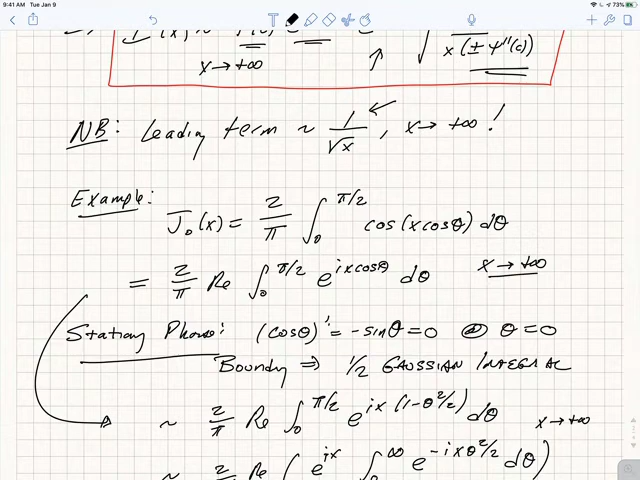 9:41 AM Tue Jan 9
73%
x → +∞
x(± ψ''(c))
NB: Leading term ~ 1/√x, x → +∞ !
Example: J₀(x) = 2/π ∫₀^{π/2} cos(x cosθ) dθ
= 2/π Re ∫₀^{π/2} e^{ix cosθ} dθ x → +∞
Stationy Phase: (cosθ)' = -sinθ = 0 @ θ = 0
Boundy ⇒ 1/2 GAUSSIAN INTEGRAL
~ 2/π Re ∫₀^{π/2} e^{ix(1-θ²/2)} dθ x → +∞
~ 2/π Re ( e^{ix} ∫₀^∞ e^{-ixθ²/2} dθ )